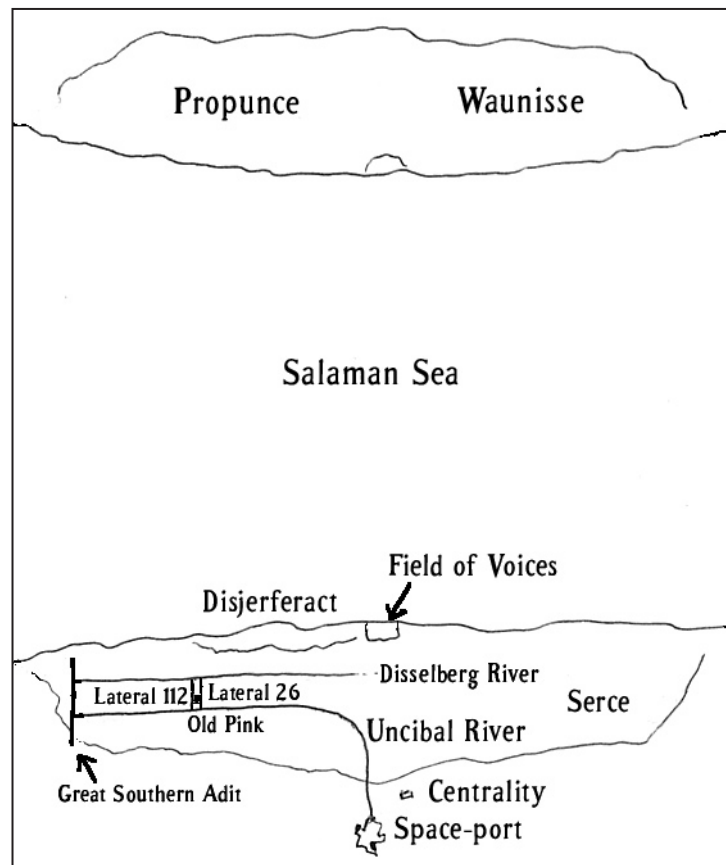 Propunce
Waunisse
Salaman Sea
Field of Voices
Disjerferact
Disselberg River
Lateral 112
Lateral 26
Serce
Old Pink
Uncibal River
Great Southern Adit
Centrality
Space-port